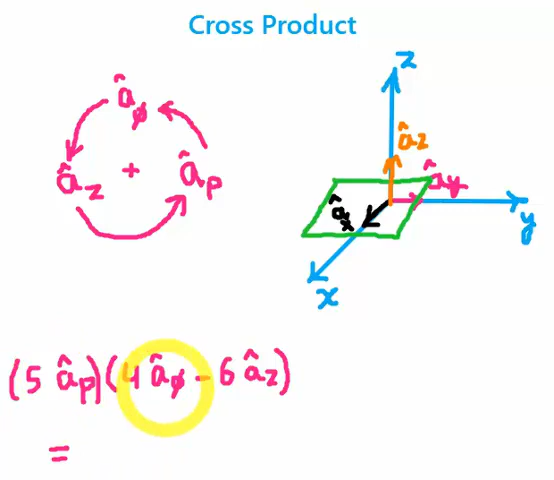 Cross Product
â_ϕ
â_z + â_ρ
z
â_z
â_y
â_x
y
x
(5 â_ρ)(4 â_ϕ - 6 â_z)
=